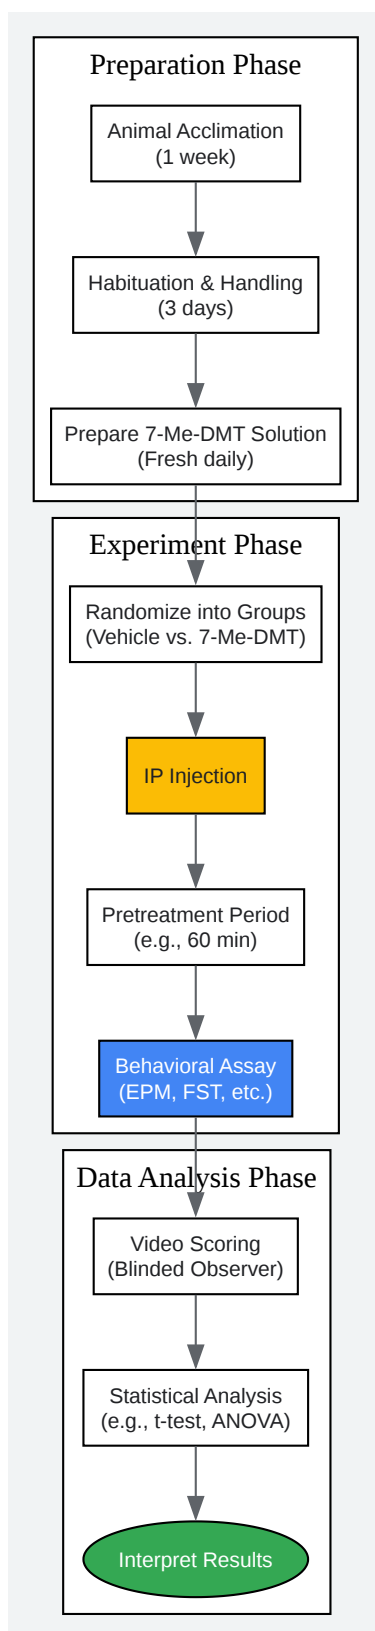 Preparation Phase
Animal Acclimation
(1 week)
Habituation & Handling
(3 days)
Prepare 7-Me-DMT Solution
(Fresh daily)
Experiment Phase
Randomize into Groups
(Vehicle vs. 7-Me-DMT)
IP Injection
Pretreatment Period
(e.g., 60 min)
Behavioral Assay
(EPM, FST, etc.)
Data Analysis Phase
Video Scoring
(Blinded Observer)
Statistical Analysis
(e.g., t-test, ANOVA)
Interpret Results